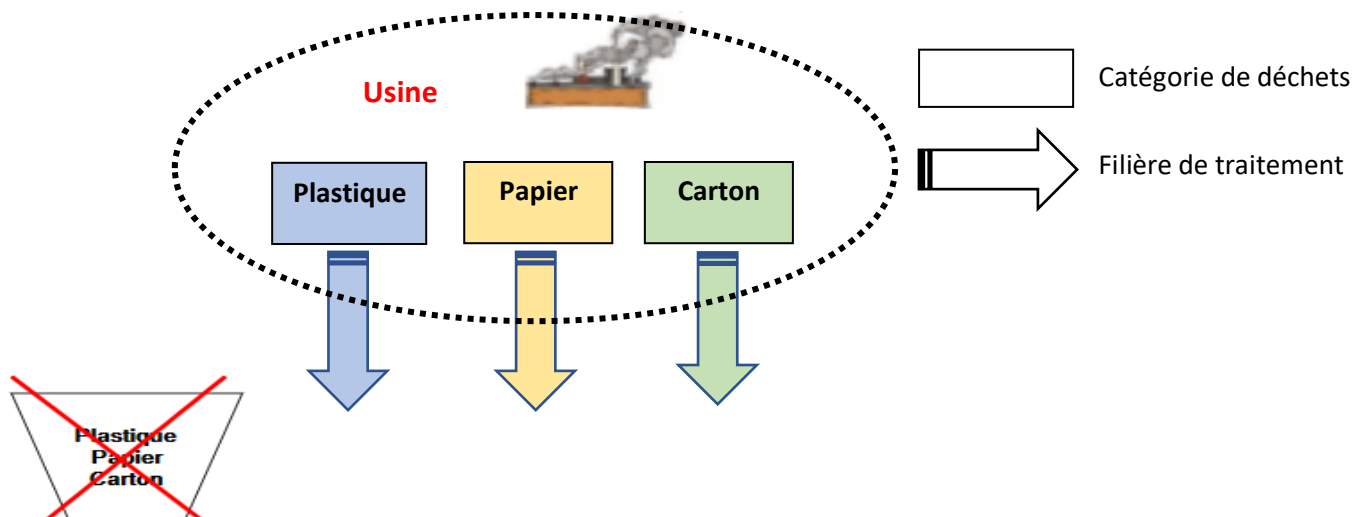 Usine
Catégorie de déchets
Filière de traitement
Plastique
Papier
Carton
Plastique
Papier
Carton